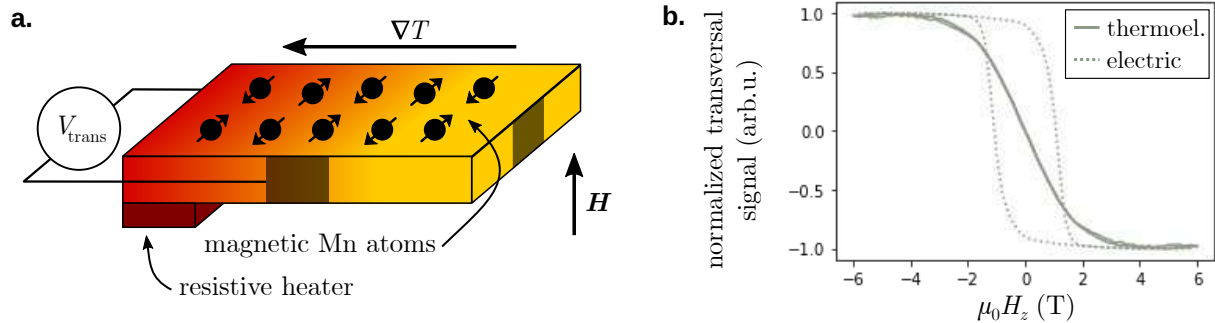 a.
∇T
V_trans
H
magnetic Mn atoms
resistive heater
b.
normalized transversal
signal (arb.u.)
1.0
0.5
0.0
−0.5
−1.0
thermoel.
electric
−6 −4 −2 0 2 4 6
μ₀H_z (T)